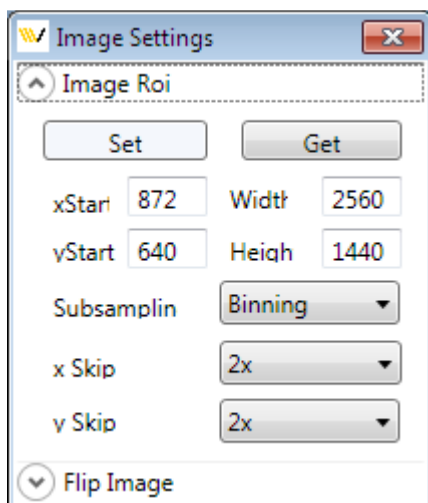 Image Settings
Image Roi
Set Get
xStart 872 Width 2560
yStart 640 Heigh 1440
Subsamplin Binning
x Skip 2x
y Skip 2x
Flip Image